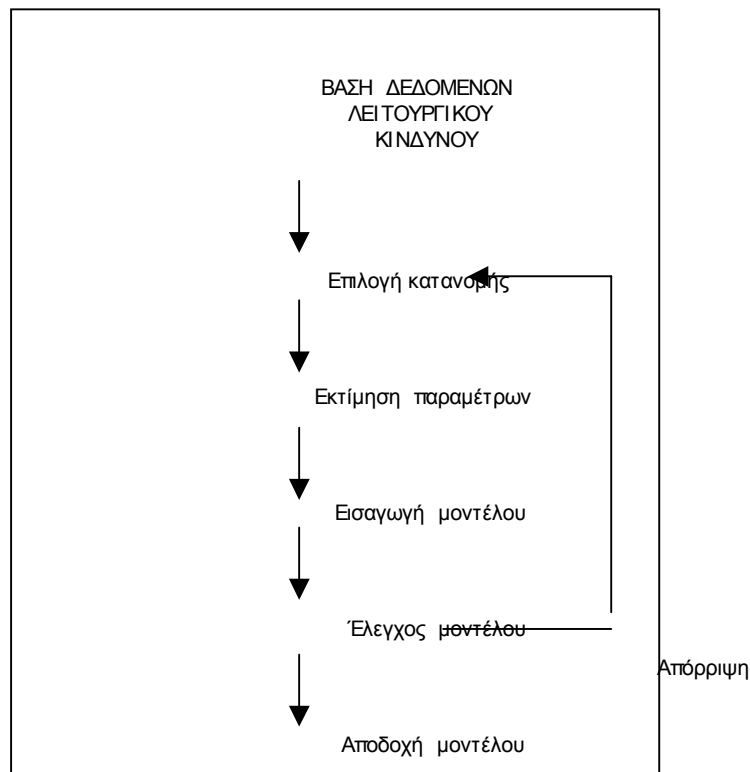 ΒΑΣΗ ΔΕΔΟΜΕΝΩΝ
ΛΕΙΤΟΥΡΓΙΚΟΥ
ΚΙΝΔΥΝΟΥ
Επιλογή κατανομής
Εκτίμηση παραμέτρων
Εισαγωγή μοντέλου
Έλεγχος μοντέλου
Απόρριψη
Αποδοχή μοντέλου